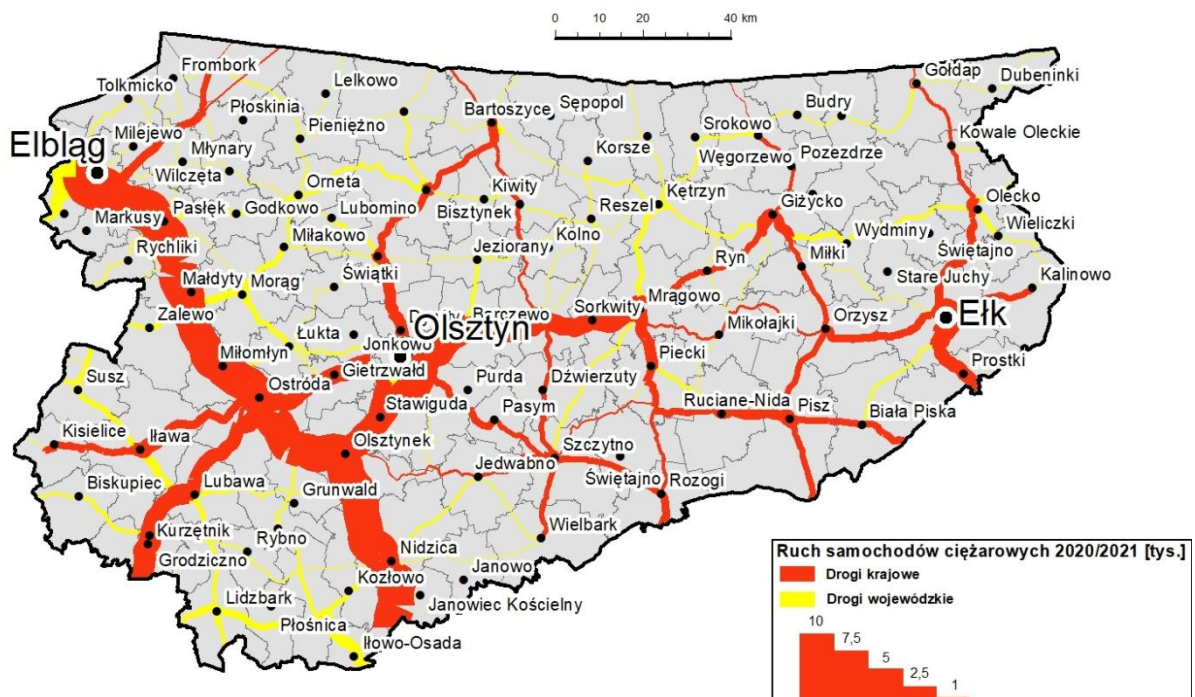 0 10 20 40 km
Frombork
Tolkmicko
Lelkowo
Płoskinia
Milejewo
Pieniężno
Elbląg
Młynary
Wilczęta
Orneta
Markusy
Pasłęk
Godkowo
Lubomino
Rychliki
Miłakowo
Świątki
Małdyty
Morąg
Zalewo
Łukta
Jonkowo
Miłomłyn
Gietrzwałd
Ostróda
Susz
Kisielice
Iława
Biskupiec
Lubawa
Kurzętnik
Grodziczno
Rybno
Grunwald
Lidzbark
Płośnica
Iłowo-Osada
Kozłowo
Nidzica
Janowo
Janowiec Kościelny
Bartoszyce
Sępopol
Korsze
Kiwity
Bisztynek
Reszel
Kolno
Jeziorany
Barczewo
Olsztyn
Stawiguda
Olsztynek
Purda
Pasym
Dźwierzuty
Szczytno
Jedwabno
Świętajno
Rozogi
Wielbark
Sorkwity
Mrągowo
Mikołajki
Piecki
Ruciane-Nida
Pisz
Biała Piska
Orzysz
Kętrzyn
Srokowo
Węgorzewo
Pozezdrze
Budry
Giżycko
Ryn
Miłki
Wydminy
Stare Juchy
Ełk
Prostki
Kalinowo
Świętajno
Wieliczki
Olecko
Kowale Oleckie
Gołdap
Dubeninki
Ruch samochodów ciężarowych 2020/2021 [tys.]
Drogi krajowe
Drogi wojewódzkie
10
7,5
5
2,5
1